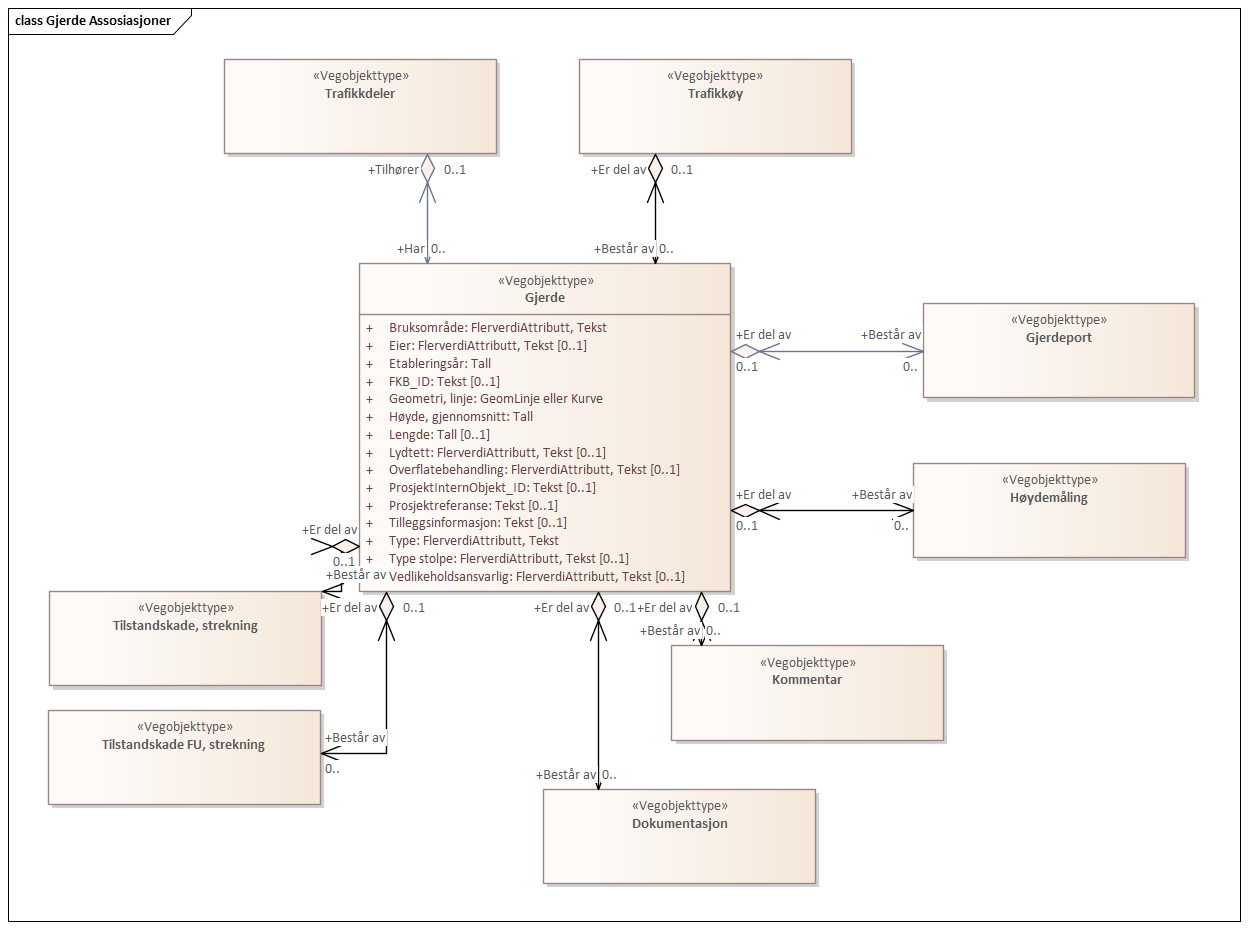 class Gjerde Assosiasjoner
«Vegobjekttype»
Trafikkdeler
«Vegobjekttype»
Trafikkøy
+Tilhører 0..1
+Er del av 0..1
+Har 0..
+Består av 0..
«Vegobjekttype»
Gjerde
+ Bruksområde: FlerverdiAttributt, Tekst
+ Eier: FlerverdiAttributt, Tekst [0..1]
+ Etableringsår: Tall
+ FKB_ID: Tekst [0..1]
+ Geometri, linje: GeomLinje eller Kurve
+ Høyde, gjennomsnitt: Tall
+ Lengde: Tall [0..1]
+ Lydtett: FlerverdiAttributt, Tekst [0..1]
+ Overflatebehandling: FlerverdiAttributt, Tekst [0..1]
+ ProsjektInternObjekt_ID: Tekst [0..1]
+ Prosjektreferanse: Tekst [0..1]
+ Tilleggsinformasjon: Tekst [0..1]
+ Type: FlerverdiAttributt, Tekst
+ Type stolpe: FlerverdiAttributt, Tekst [0..1]
Vedlikeholdsansvarlig: FlerverdiAttributt, Tekst [0..1]
+Er del av
0..1
+Består av
0..
«Vegobjekttype»
Gjerdeport
+Er del av
0..1
+Består av
0..
«Vegobjekttype»
Høydemåling
+Er del av
0..1
+Består av
«Vegobjekttype»
Tilstandskade, strekning
+Er del av 0..1
+Består av
0..
«Vegobjekttype»
Tilstandskade FU, strekning
+Er del av 0..1
+Består av 0..
«Vegobjekttype»
Dokumentasjon
+Er del av 0..1
+Består av 0..
«Vegobjekttype»
Kommentar